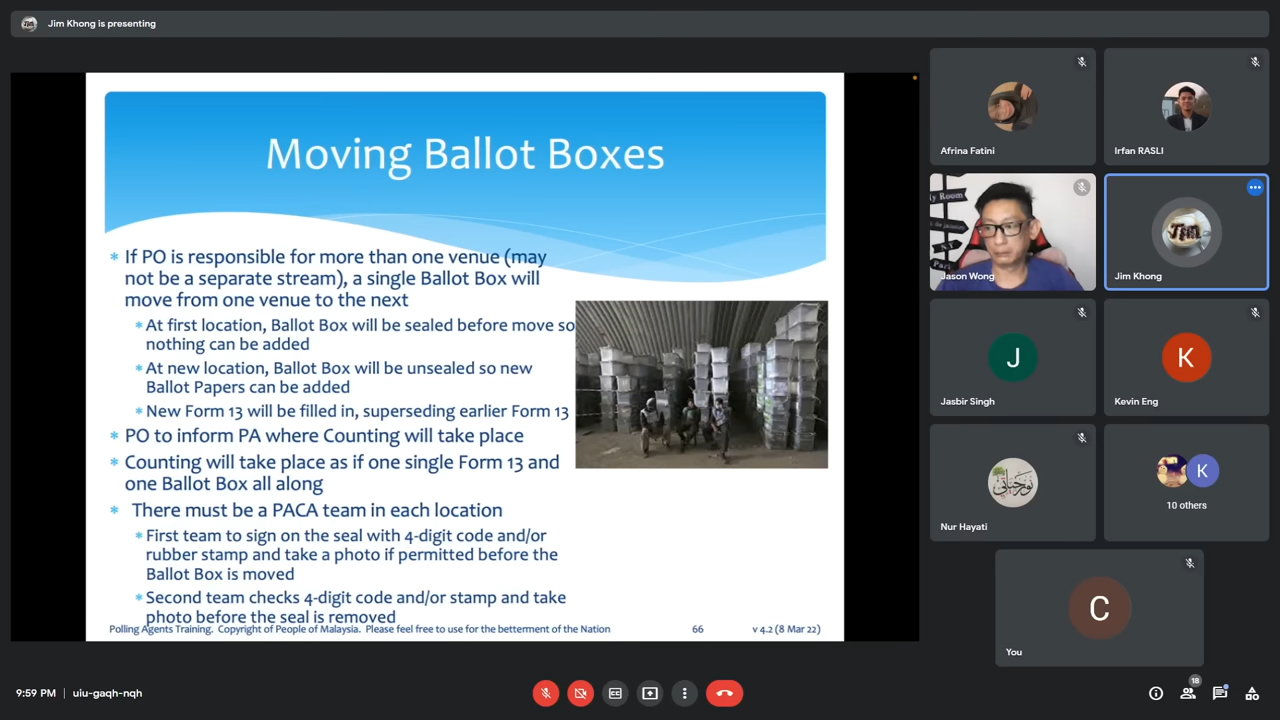 Jim Khong is presenting
Moving Ballot Boxes
* If PO is responsible for more than one venue (may
not be a separate stream), a single Ballot Box will
move from one venue to the next
* At first location, Ballot Box will be sealed before move so
nothing can be added
* At new location, Ballot Box will be unsealed so new
Ballot Papers can be added
* New Form 13 will be filled in, superseding earlier Form 13
* PO to inform PA where Counting will take place
* Counting will take place as if one single Form 13 and
one Ballot Box all along
* There must be a PACA team in each location
* First team to sign on the seal with 4-digit code and/or
rubber stamp and take a photo if permitted before the
Ballot Box is moved
* Second team checks 4-digit code and/or stamp and take
photo before the seal is removed
Polling Agents Training. Copyright of People of Malaysia. Please feel free to use for the betterment of the Nation 66 v 4.2 (8 Mar 22)
Afrina Fatini
Irfan RASLI
ly Room
Jason Wong
Jim
Jim Khong
J
Jasbir Singh
K
Kevin Eng
Nur Hayati
K
10 others
C
You
9:59 PM | uiu-gaqh-nqh
18